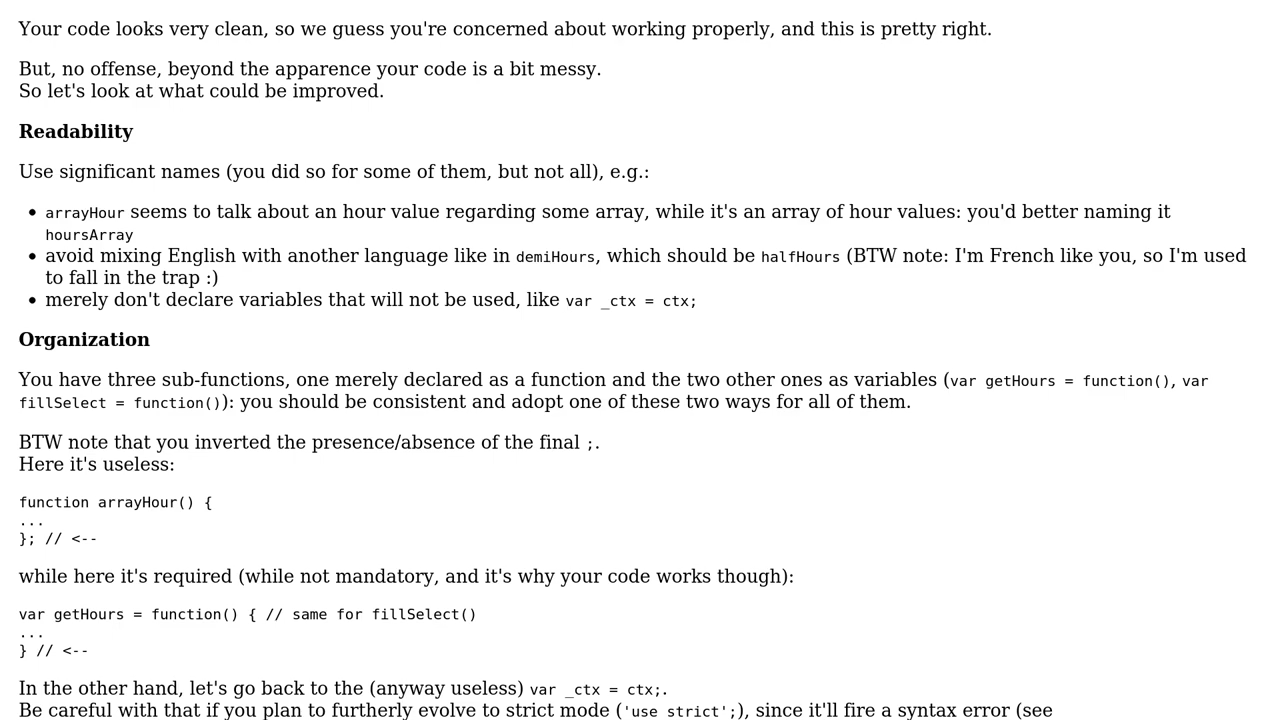 Your code looks very clean, so we guess you're concerned about working properly, and this is pretty right.
But, no offense, beyond the apparence your code is a bit messy.
So let's look at what could be improved.
Readability
Use significant names (you did so for some of them, but not all), e.g.:
• arrayHour seems to talk about an hour value regarding some array, while it's an array of hour values: you'd better naming it
hoursArray
• avoid mixing English with another language like in demiHours, which should be halfHours (BTW note: I'm French like you, so I'm used
to fall in the trap :)
• merely don't declare variables that will not be used, like var _ctx = ctx;
Organization
You have three sub-functions, one merely declared as a function and the two other ones as variables (var getHours = function(), var
fillSelect = function()): you should be consistent and adopt one of these two ways for all of them.
BTW note that you inverted the presence/absence of the final ;.
Here it's useless:
function arrayHour() {
...
}; // <--
while here it's required (while not mandatory, and it's why your code works though):
var getHours = function() { // same for fillSelect()
...
} // <--
In the other hand, let's go back to the (anyway useless) var _ctx = ctx;.
Be careful with that if you plan to furtherly evolve to strict mode ('use strict';), since it'll fire a syntax error (see